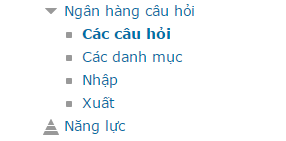 Ngân hàng câu hỏi
Các câu hỏi
Các danh mục
Nhập
Xuất
Năng lực